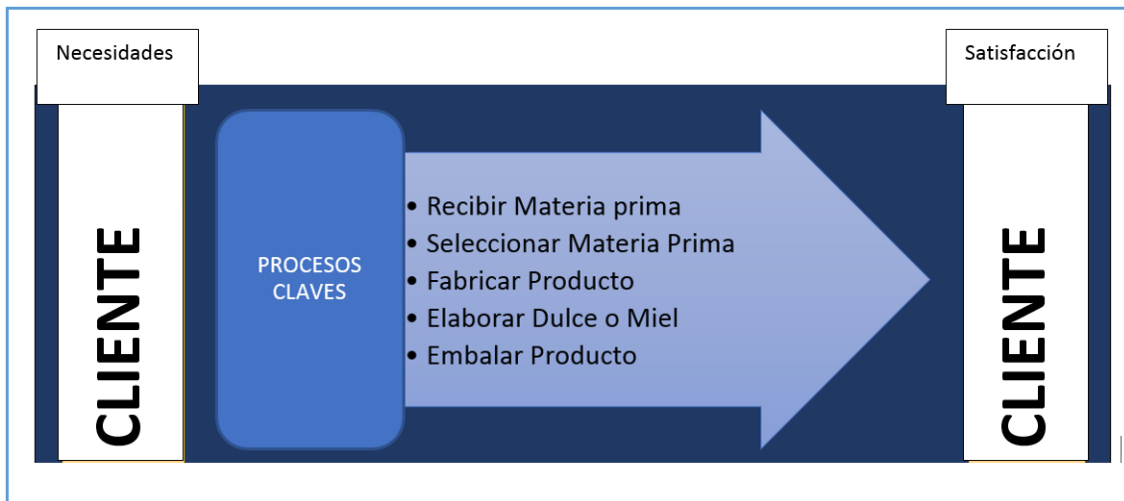 Necesidades
CLIENTE
PROCESOS
CLAVES
• Recibir Materia prima
• Seleccionar Materia Prima
• Fabricar Producto
• Elaborar Dulce o Miel
• Embalar Producto
Satisfacción
CLIENTE